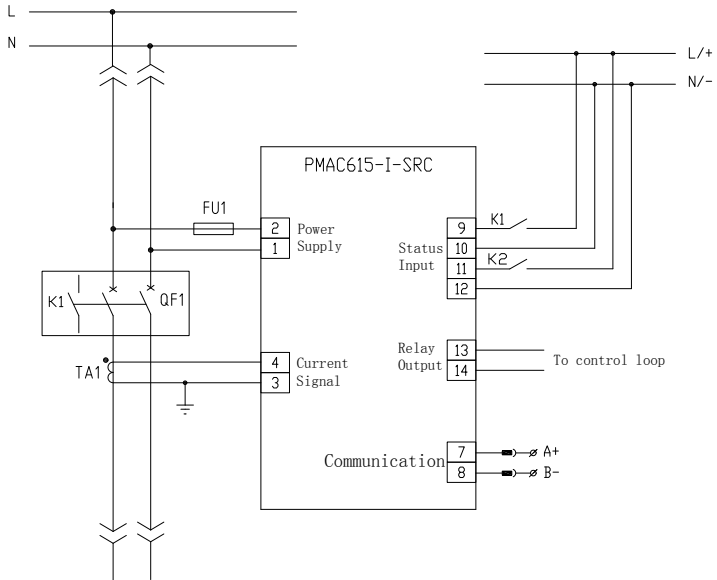 L
N
L/+
N/-
PMAC615-I-SRC
FU1
2 Power
1 Supply
9 K1
Status 10
Input 11 K2
12
K1 QF1
TA1
4 Current
3 Signal
Relay 13
Output 14
To control loop
Communication 7 A+
8 B-